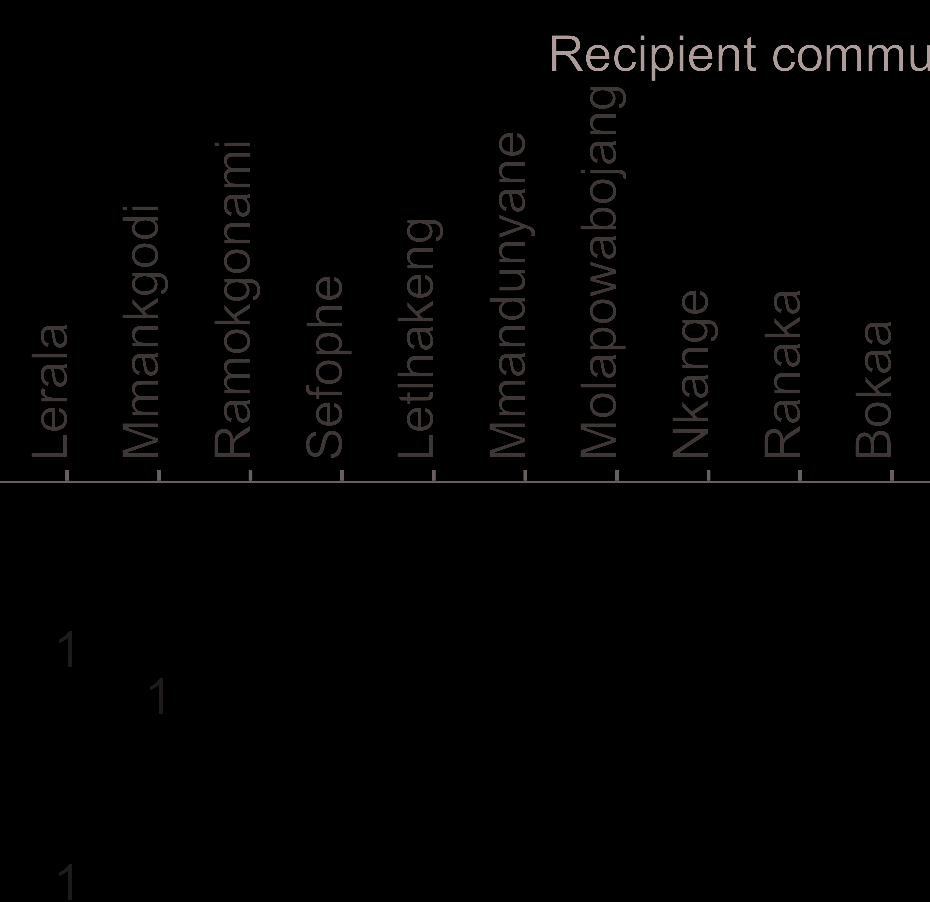 Recipient commu
Lerala
Mmankgodi
Ramokgonami
Sefophe
Letlhakeng
Mmandunyane
Molapowabojang
Nkange
Ranaka
Bokaa
1
1
1